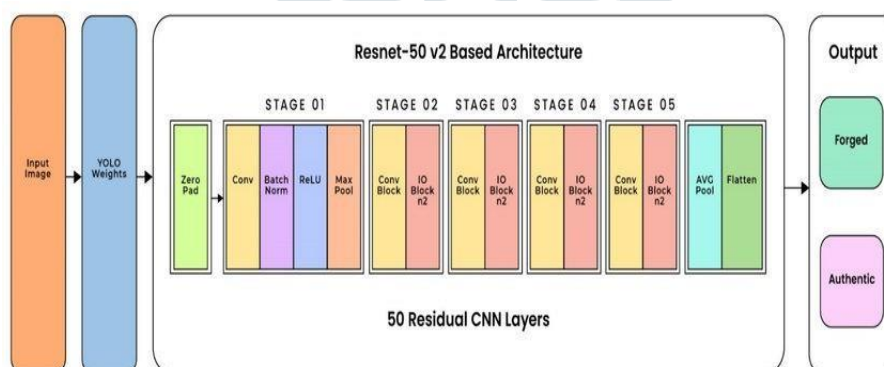 Resnet-50 v2 Based Architecture
Output
STAGE 01
STAGE 02
STAGE 03
STAGE 04
STAGE 05
Input
Image
YOLO
Weights
Zero
Pad
Conv
Batch
Norm
ReLU
Max
Pool
Conv
Block
IO
Block
n2
Conv
Block
IO
Block
n2
Conv
Block
IO
Block
n2
Conv
Block
IO
Block
n2
AVG
Pool
Flatten
Forged
Authentic
50 Residual CNN Layers